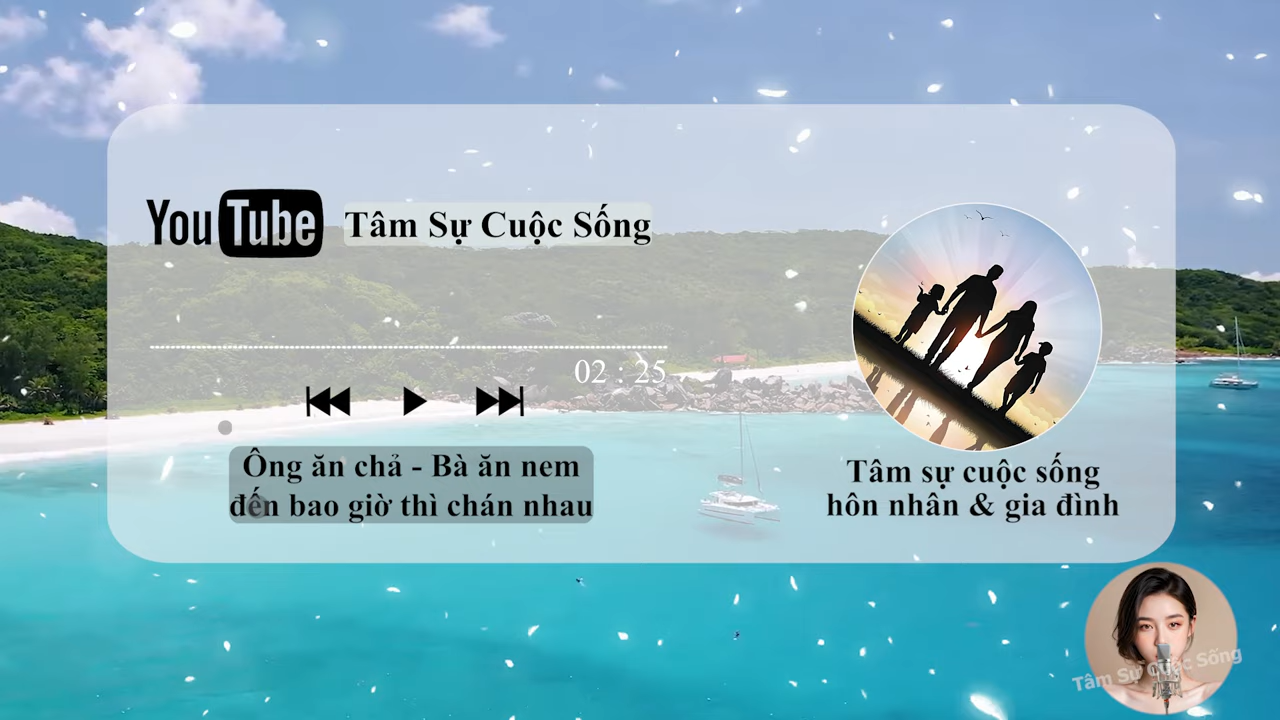 YouTube
Tâm Sự Cuộc Sống
02 : 25
Ông ăn chả - Bà ăn nem
đến bao giờ thì chán nhau
Tâm sự cuộc sống
hôn nhân & gia đình
Tâm Sự Cuộc Sống